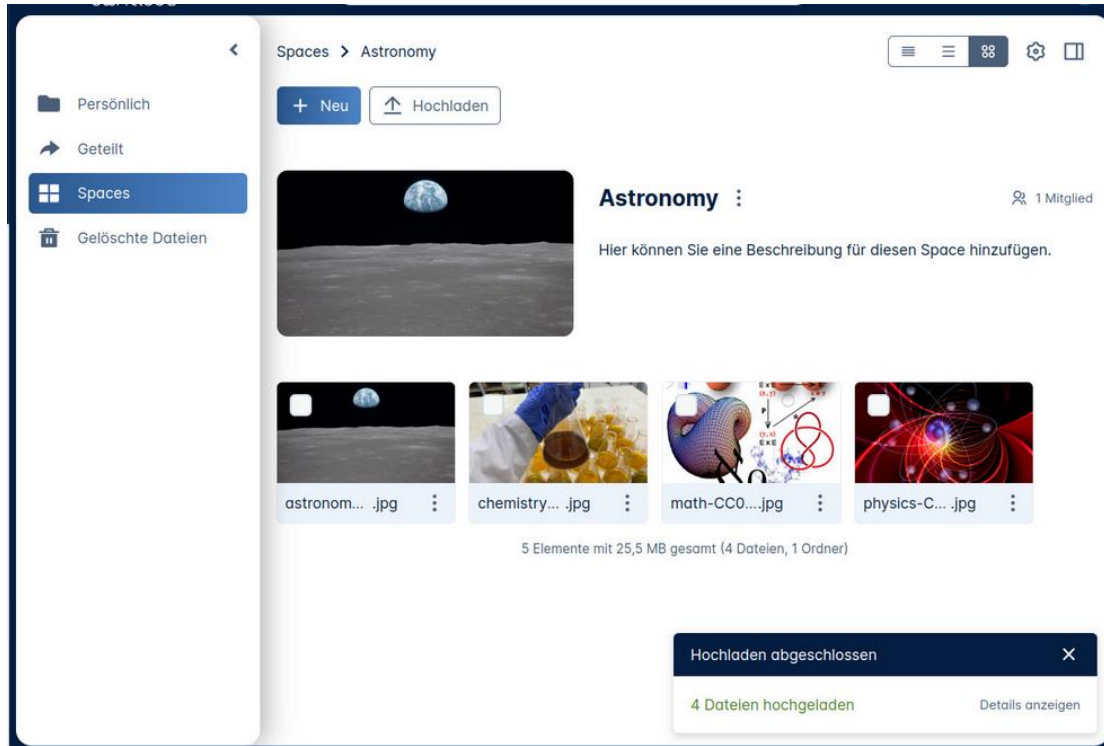 Spaces > Astronomy
+ Neu
Hochladen
Persönlich
Geteilt
Spaces
Gelöschte Dateien
Astronomy
1 Mitglied
Hier können Sie eine Beschreibung für diesen Space hinzufügen.
astronom... .jpg
chemistry... .jpg
math-CC0....jpg
physics-C... .jpg
5 Elemente mit 25,5 MB gesamt (4 Dateien, 1 Ordner)
Hochladen abgeschlossen
4 Dateien hochgeladen
Details anzeigen